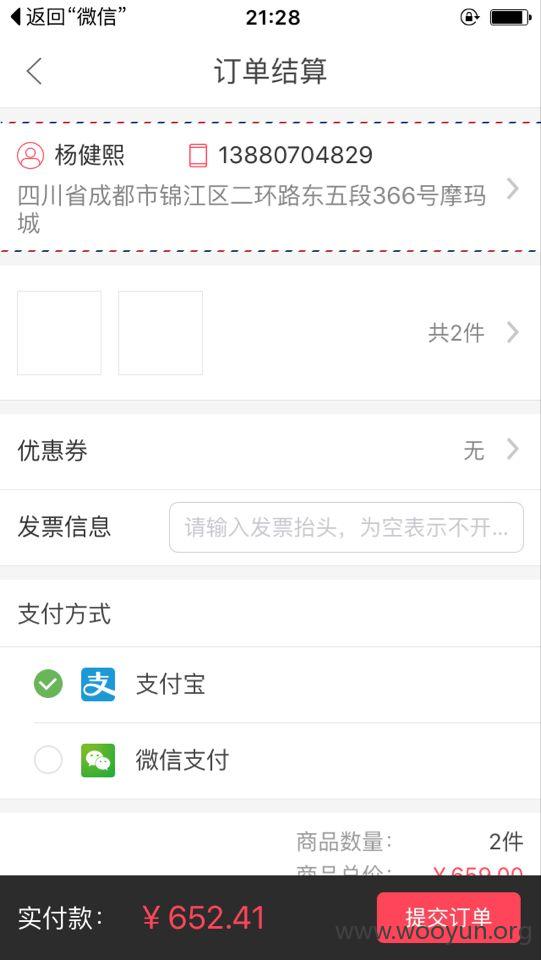 返回“微信”
21:28
订单结算
杨健熙 13880704829
四川省成都市锦江区二环路东五段366号摩玛
城
共2件
优惠券 无
发票信息 请输入发票抬头，为空表示不开...
支付方式
支付宝
微信支付
商品数量： 2件
商品总价： ￥659.00
实付款： ￥652.41 提交订单
www.wooyun.org